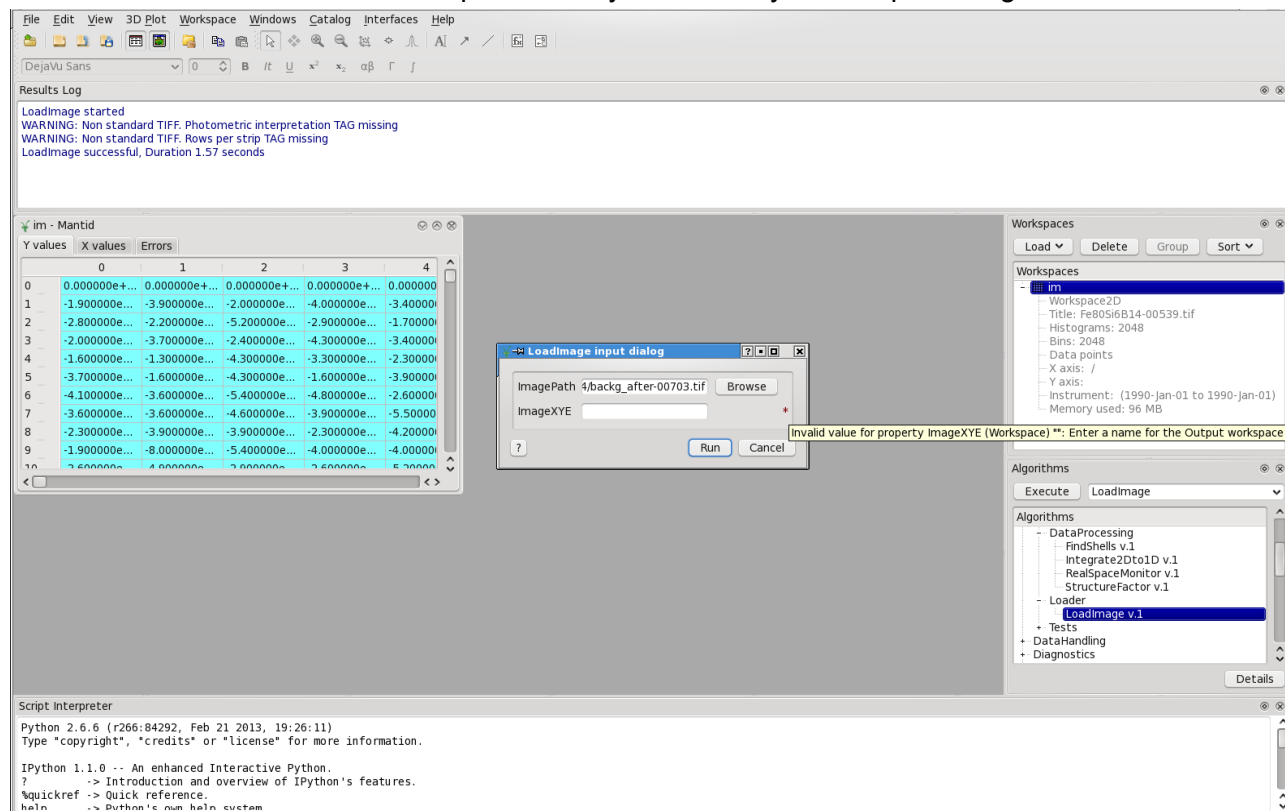 File Edit View 3D Plot Workspace Windows Catalog Interfaces Help
DejaVu Sans 0 B It U x² x₂ αβ Γ ∫
Results Log
LoadImage started
WARNING: Non standard TIFF. Photometric interpretation TAG missing
WARNING: Non standard TIFF. Rows per strip TAG missing
LoadImage successful, Duration 1.57 seconds
im - Mantid
Y values X values Errors
0 1 2 3 4
0 0.000000e+... 0.000000e+... 0.000000e+... 0.000000e+... 0.000000
1 -1.900000e... -3.900000e... -2.000000e... -4.000000e... -3.40000
2 -2.800000e... -2.200000e... -5.200000e... -2.900000e... -1.70000
3 -2.000000e... -3.700000e... -2.400000e... -4.300000e... -3.40000
4 -1.600000e... -1.300000e... -4.300000e... -3.300000e... -2.30000
5 -3.700000e... -1.600000e... -4.300000e... -1.600000e... -3.90000
6 -4.100000e... -3.600000e... -5.400000e... -4.800000e... -2.60000
7 -3.600000e... -3.600000e... -4.600000e... -3.900000e... -5.50000
8 -2.300000e... -3.900000e... -3.900000e... -2.300000e... -4.20000
9 -1.900000e... -8.000000e... -5.400000e... -4.000000e... -4.00000
LoadImage input dialog
ImagePath 4/backg_after-00703.tif Browse
ImageXYE *
Invalid value for property ImageXYE (Workspace) "": Enter a name for the Output workspace
? Run Cancel
Workspaces
Load Delete Group Sort
Workspaces
im
Workspace2D
Title: Fe80Si6B14-00539.tif
Histograms: 2048
Bins: 2048
Data points
X axis: /
Y axis:
Instrument: (1990-Jan-01 to 1990-Jan-01)
Memory used: 96 MB
Algorithms
Execute LoadImage
Algorithms
DataProcessing
FindShells v.1
Integrate2Dto1D v.1
RealSpaceMonitor v.1
StructureFactor v.1
Loader
LoadImage v.1
Tests
DataHandling
Diagnostics
Details
Script Interpreter
Python 2.6.6 (r266:84292, Feb 21 2013, 19:26:11)
Type "copyright", "credits" or "license" for more information.
IPython 1.1.0 -- An enhanced Interactive Python.
? -> Introduction and overview of IPython's features.
%quickref -> Quick reference.
help -> Python's own help system.